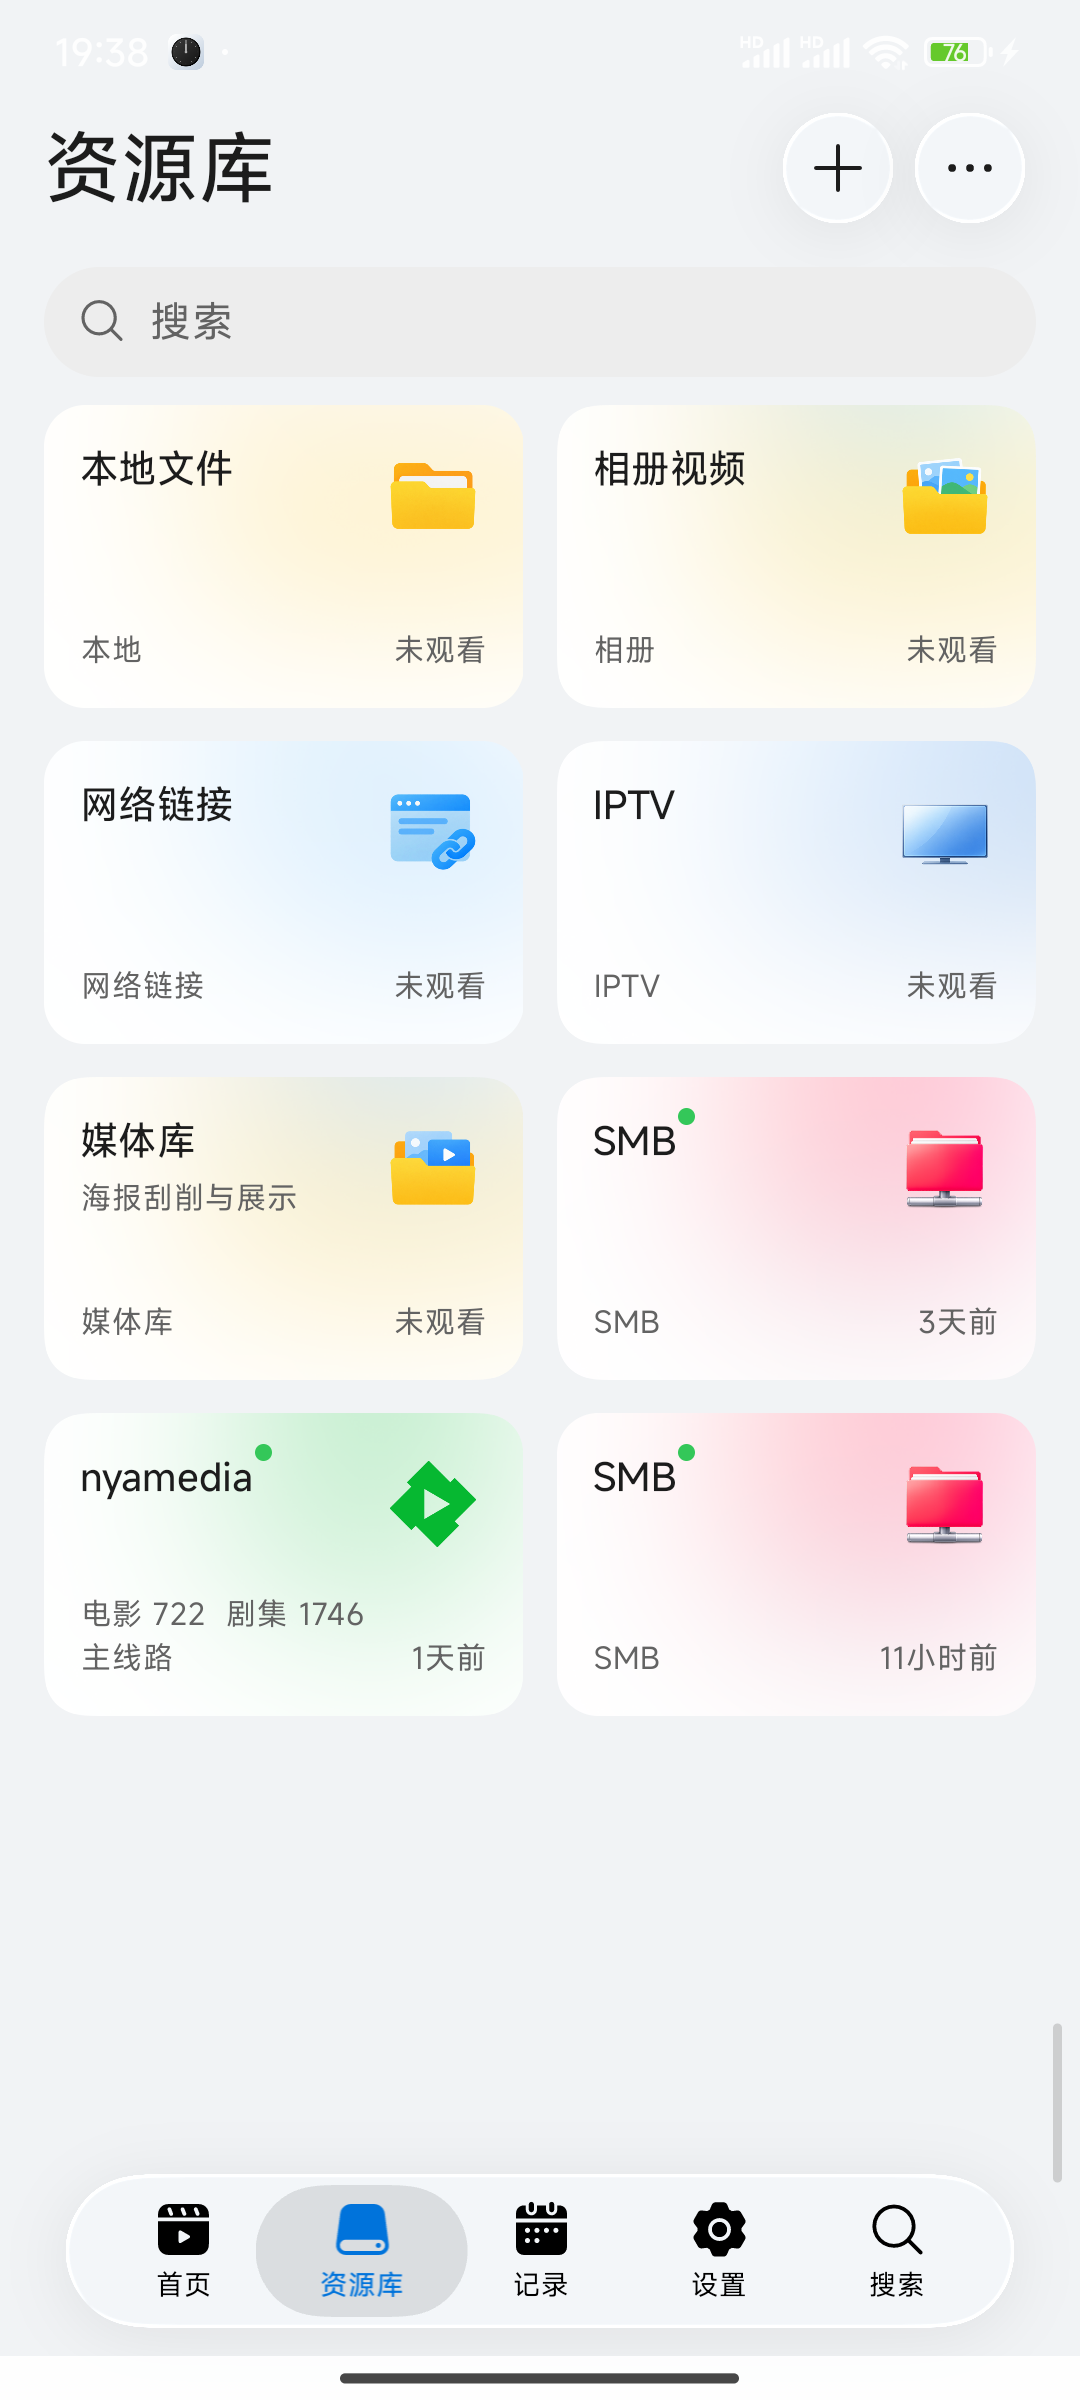 19:38
HD HD 76
资源库
搜索
本地文件
本地 未观看
相册视频
相册 未观看
网络链接
网络链接 未观看
IPTV
IPTV 未观看
媒体库
海报刮削与展示
媒体库 未观看
SMB
SMB 3天前
nyamedia
电影 722 剧集 1746
主线路 1天前
SMB
SMB 11小时前
首页 资源库 记录 设置 搜索